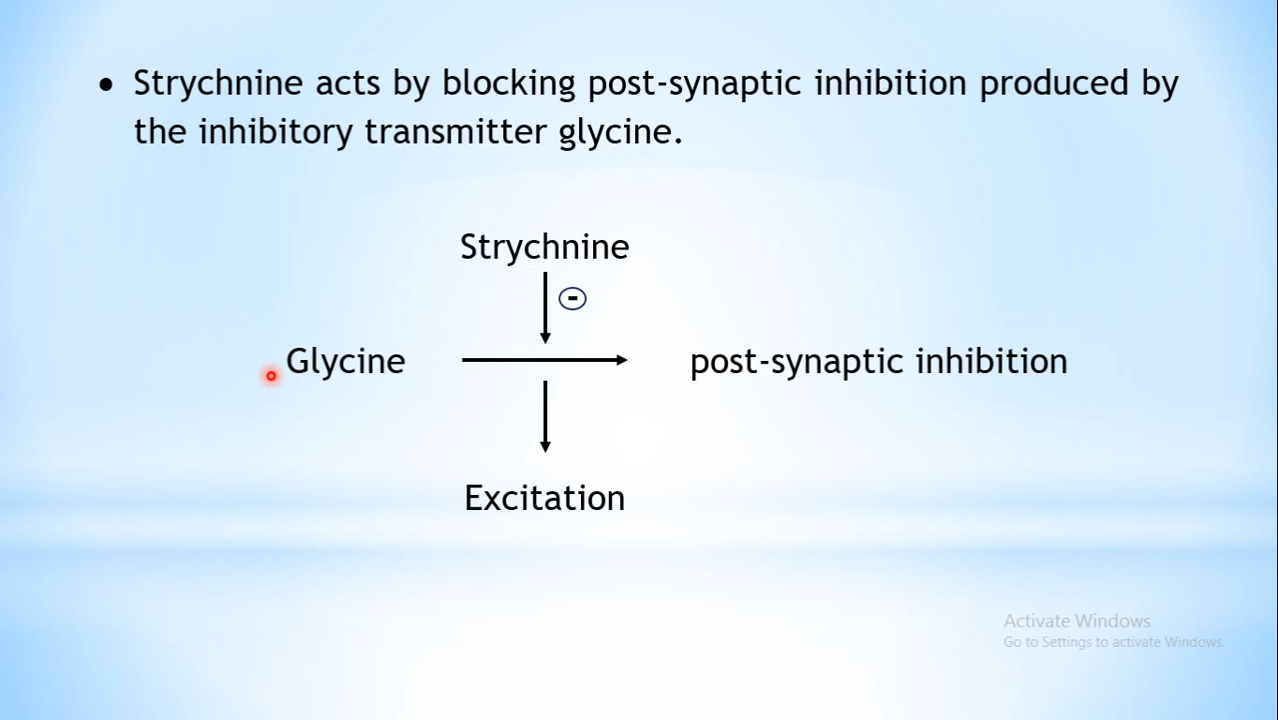 • Strychnine acts by blocking post-synaptic inhibition produced by
the inhibitory transmitter glycine.
Strychnine
-
Glycine
post-synaptic inhibition
Excitation
Activate Windows
Go to Settings to activate Windows.